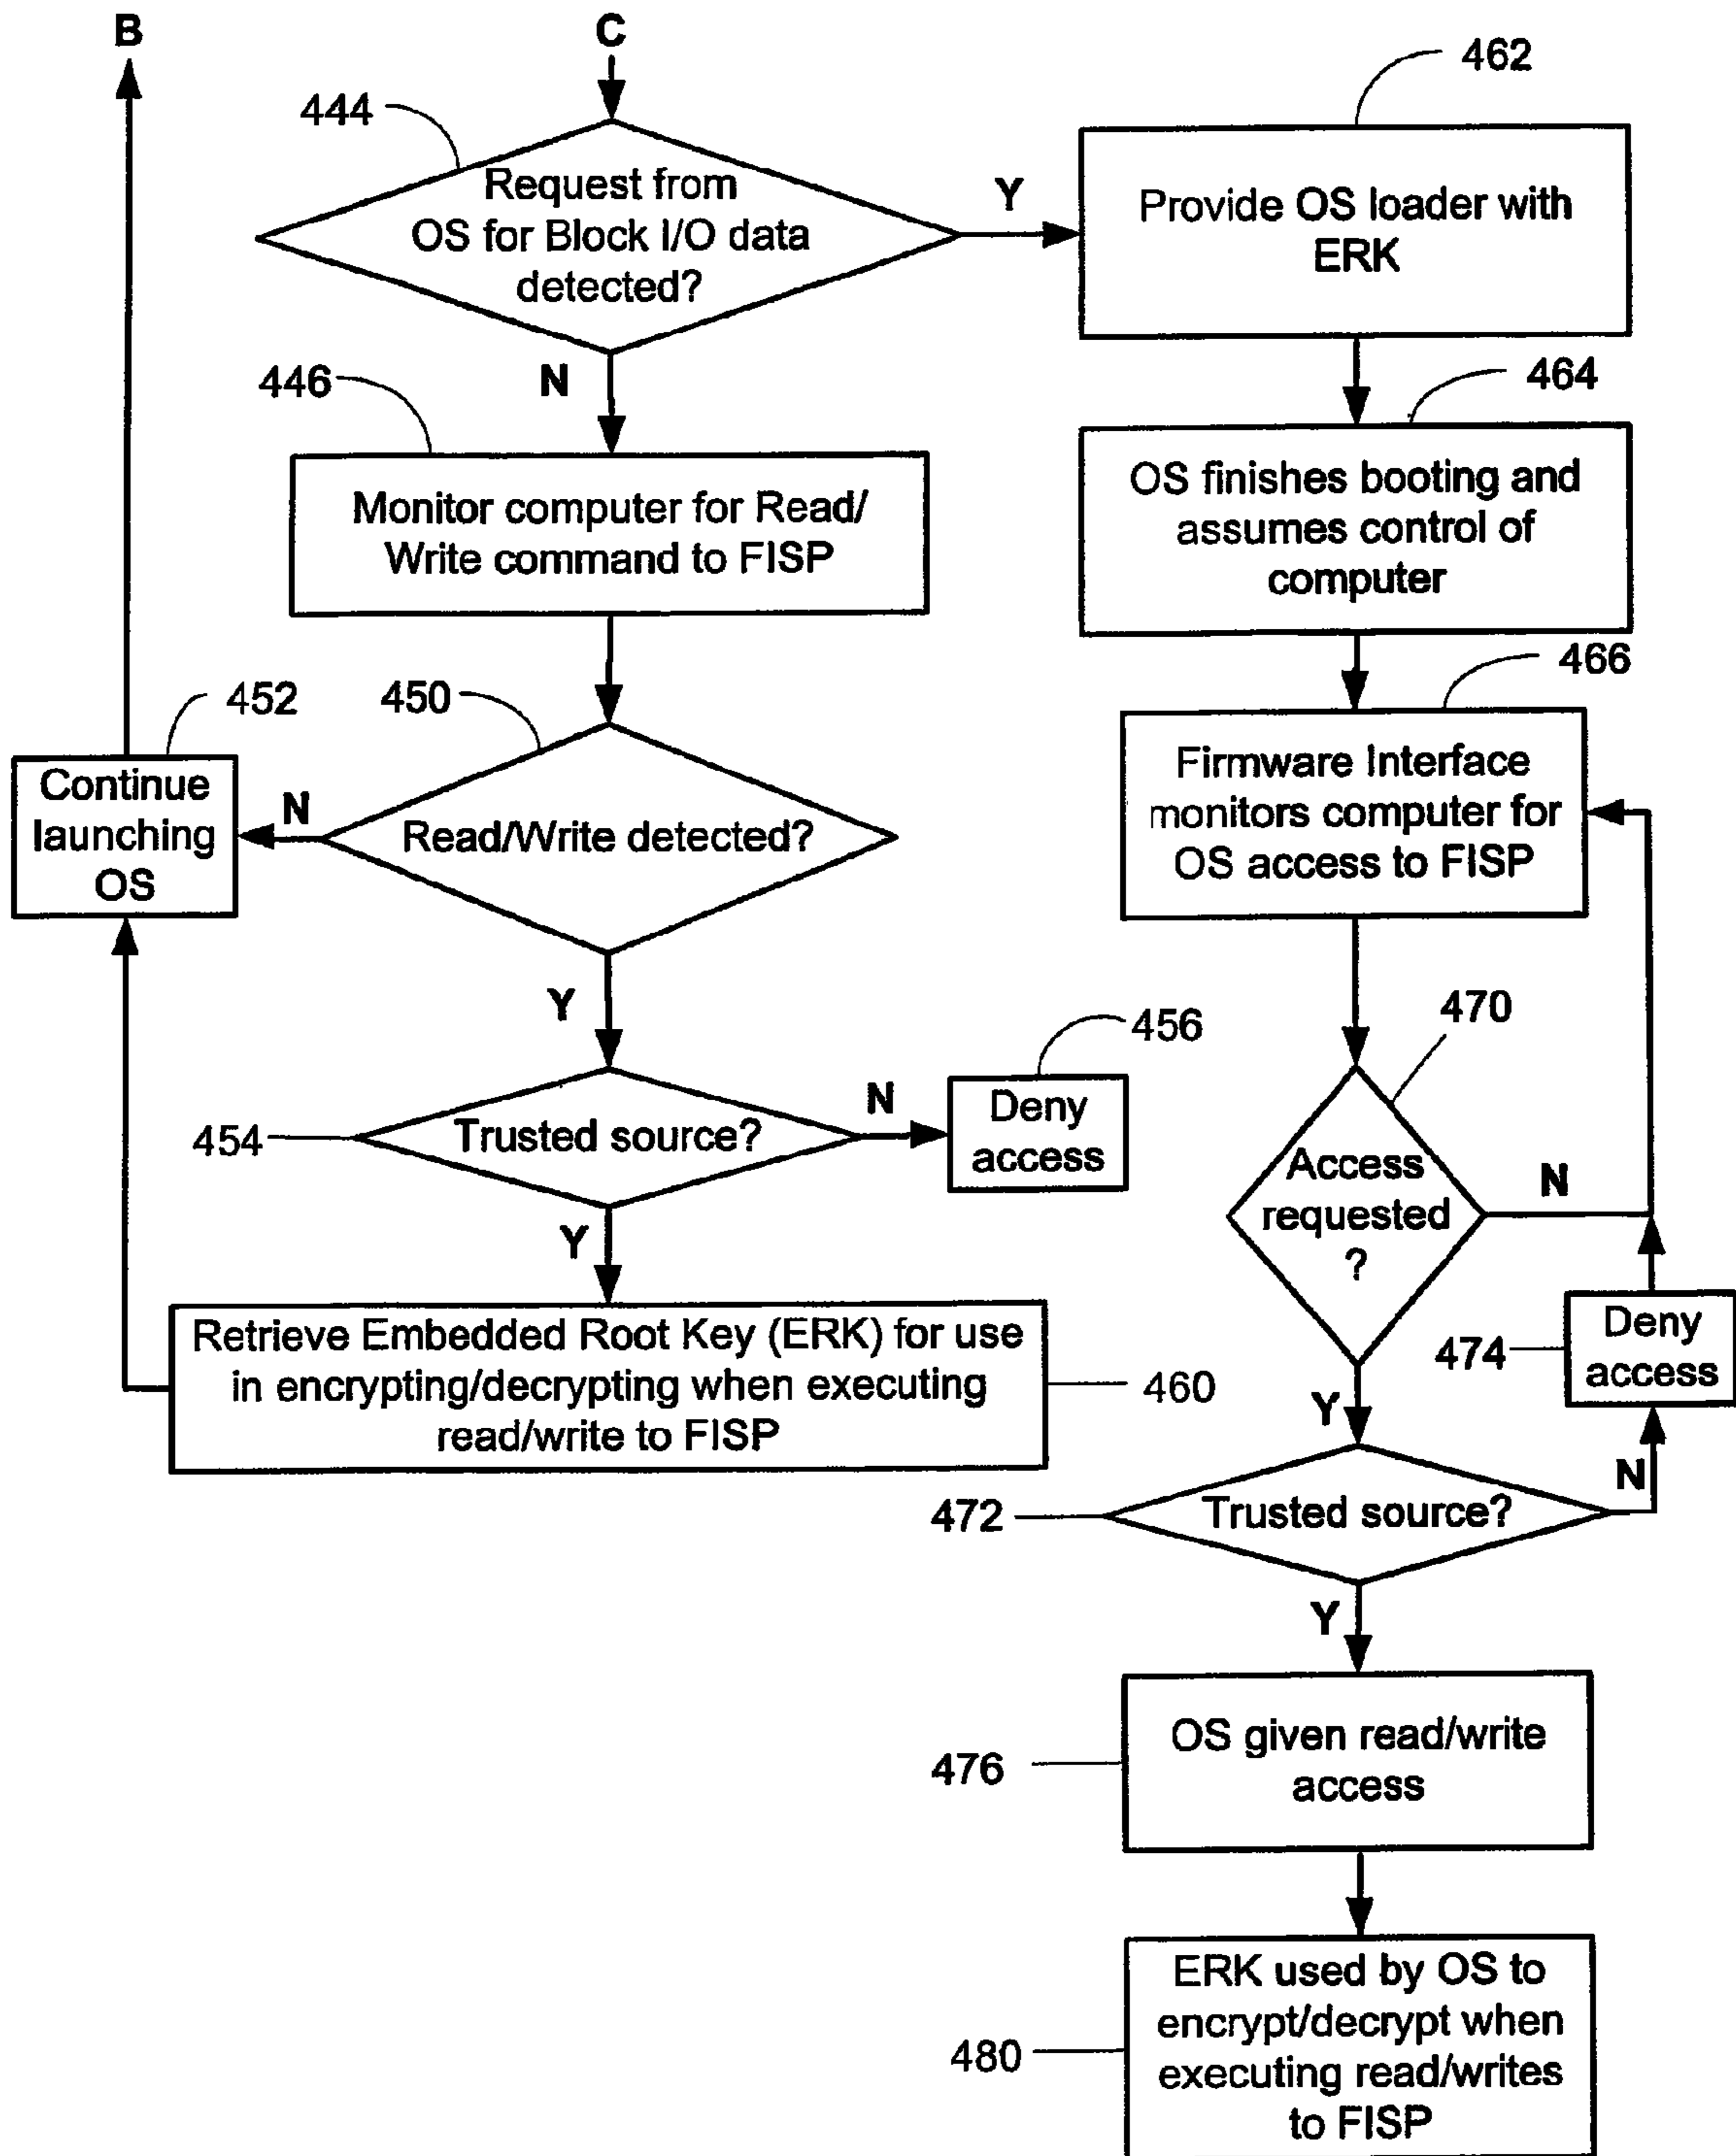 B
C
462
444
Request from
OS for Block I/O data
detected?
Y
Provide OS loader with
ERK
N
446
464
Monitor computer for Read/
Write command to FISP
OS finishes booting and
assumes control of
computer
466
452
450
Continue
launching
OS
N
Read/Write detected?
Firmware Interface
monitors computer for
OS access to FISP
Y
470
456
454
Trusted source?
N
Deny
access
Access
requested
?
N
Y
Retrieve Embedded Root Key (ERK) for use
in encrypting/decrypting when executing
read/write to FISP
460
474
Deny
access
Y
N
472
Trusted source?
Y
476
OS given read/write
access
480
ERK used by OS to
encrypt/decrypt when
executing read/writes
to FISP